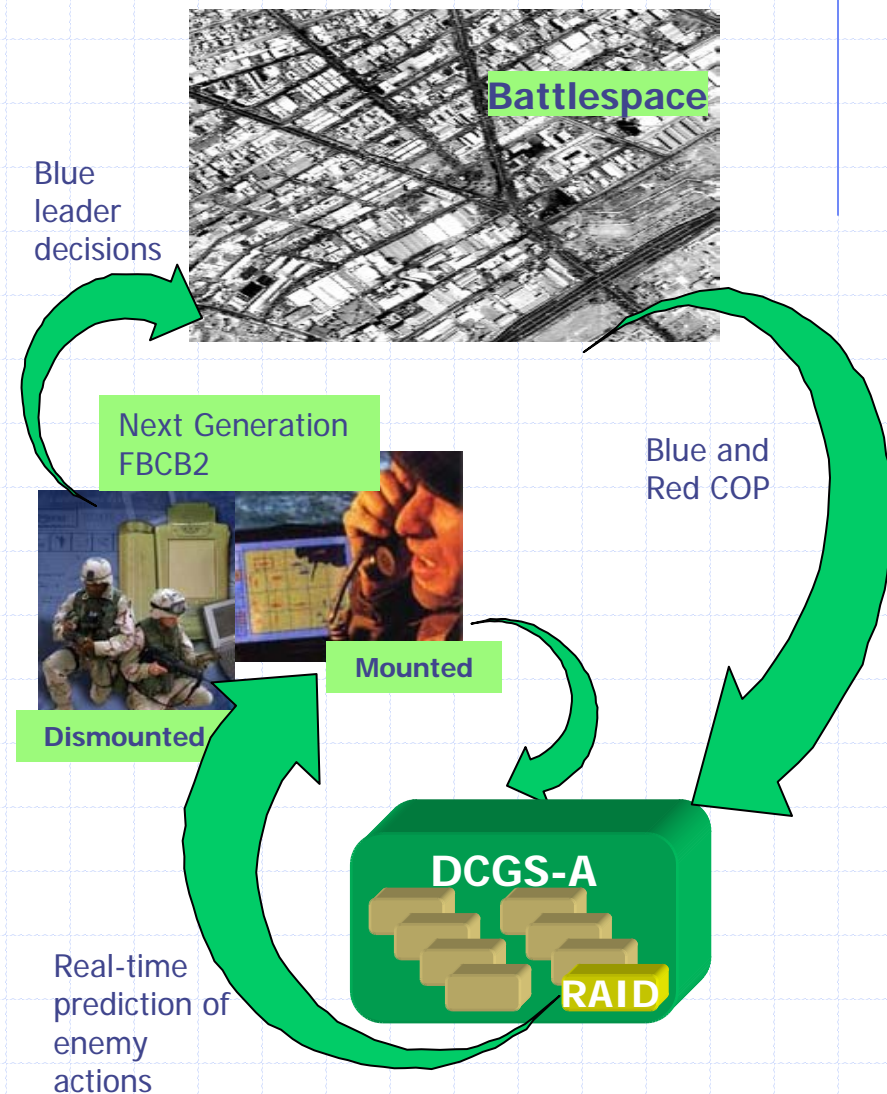 Battlespace
Blue
leader
decisions
Next Generation
FBCB2
Blue and
Red COP
Mounted
Dismounted
DCGS-A
RAID
Real-time
prediction of
enemy
actions